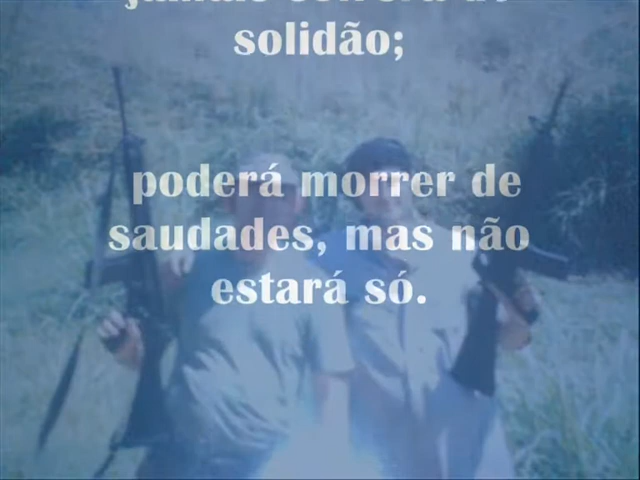 solidão;
poderá morrer de
saudades, mas não
estará só.